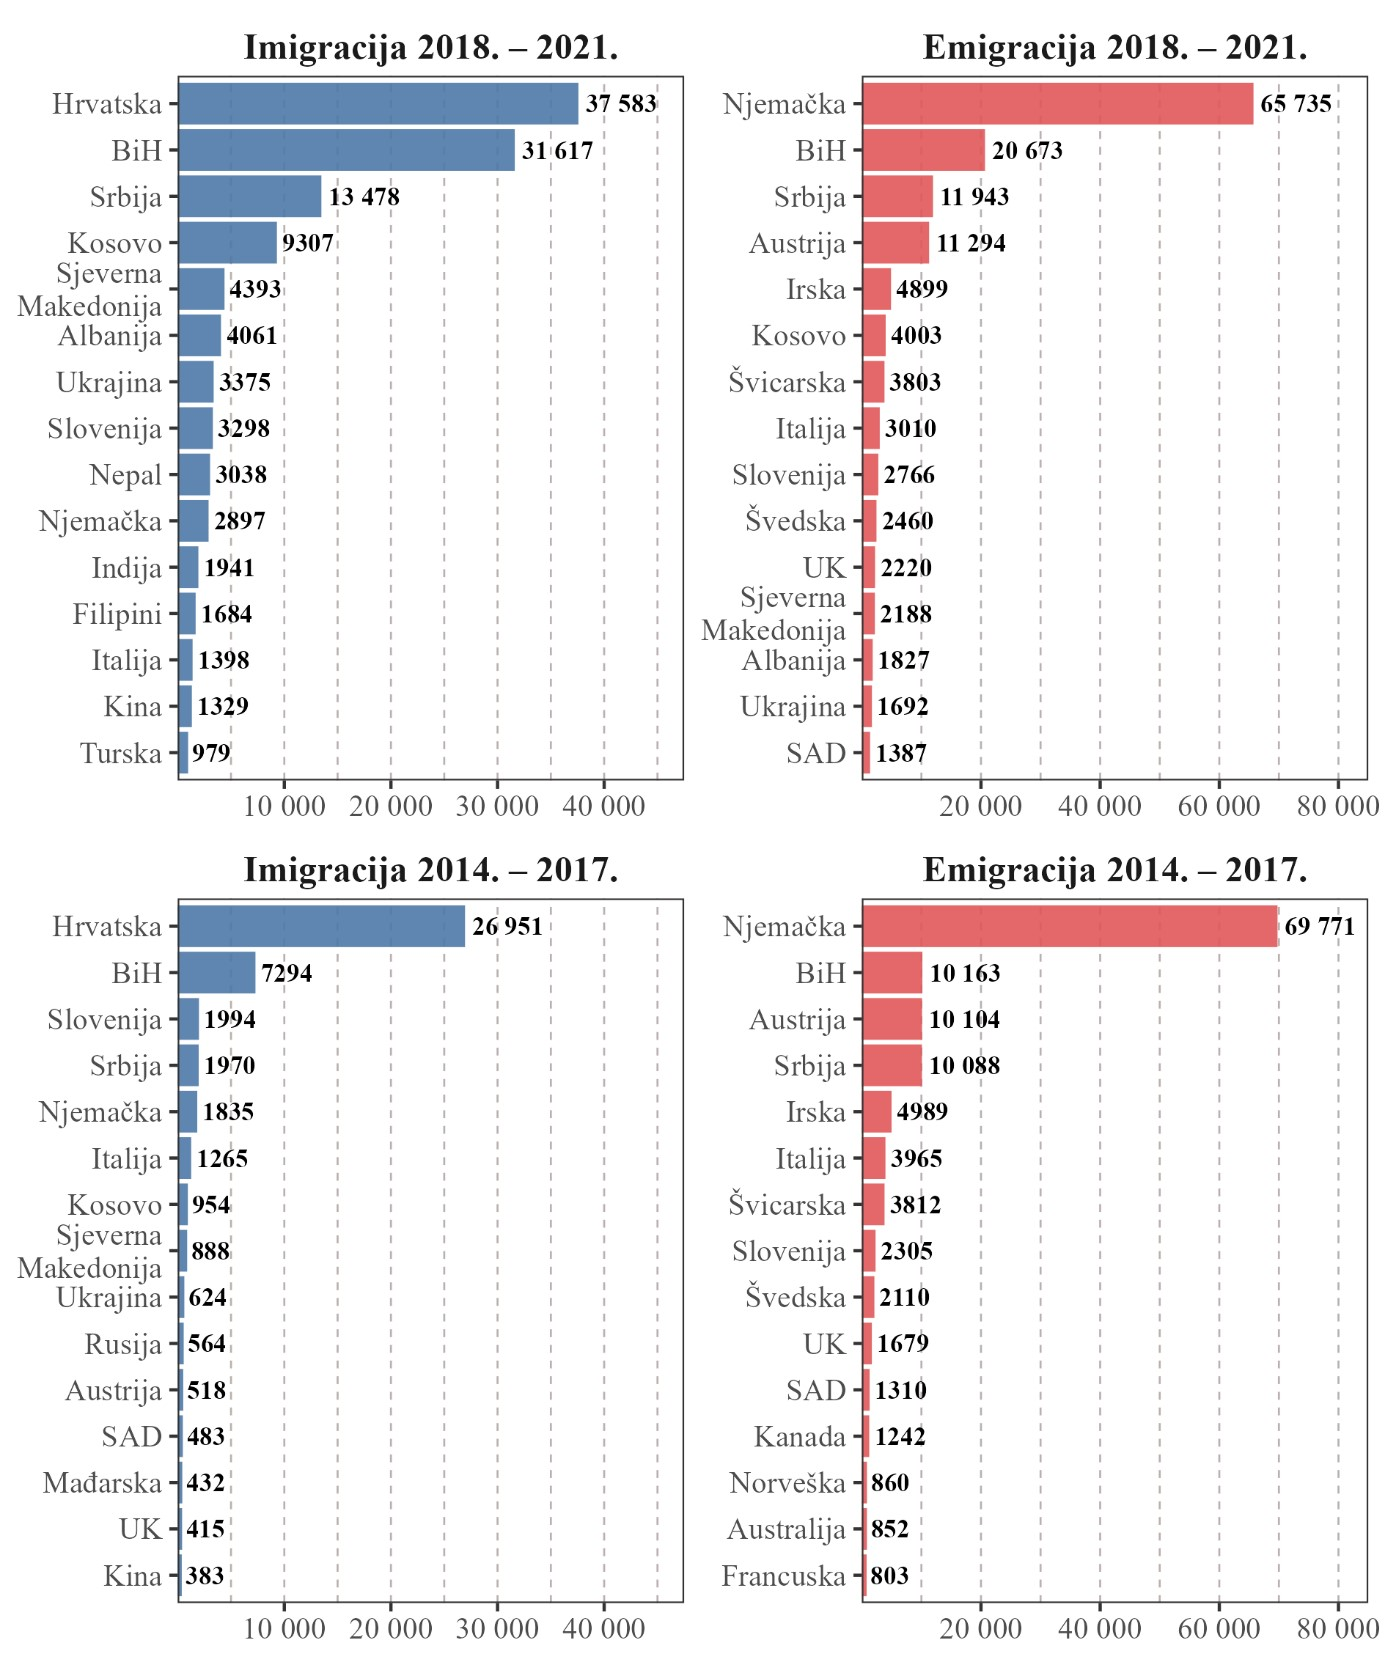 Imigracija 2018. – 2021.
Hrvatska 37 583
BiH 31 617
Srbija 13 478
Kosovo 9307
Sjeverna
Makedonija 4393
Albanija 4061
Ukrajina 3375
Slovenija 3298
Nepal 3038
Njemačka 2897
Indija 1941
Filipini 1684
Italija 1398
Kina 1329
Turska 979
10 000 20 000 30 000 40 000
Emigracija 2018. – 2021.
Njemačka 65 735
BiH 20 673
Srbija 11 943
Austrija 11 294
Irska 4899
Kosovo 4003
Švicarska 3803
Italija 3010
Slovenija 2766
Švedska 2460
UK 2220
Sjeverna
Makedonija 2188
Albanija 1827
Ukrajina 1692
SAD 1387
20 000 40 000 60 000 80 000
Imigracija 2014. – 2017.
Hrvatska 26 951
BiH 7294
Slovenija 1994
Srbija 1970
Njemačka 1835
Italija 1265
Kosovo 954
Sjeverna
Makedonija 888
Ukrajina 624
Rusija 564
Austrija 518
SAD 483
Mađarska 432
UK 415
Kina 383
10 000 20 000 30 000 40 000
Emigracija 2014. – 2017.
Njemačka 69 771
BiH 10 163
Austrija 10 104
Srbija 10 088
Irska 4989
Italija 3965
Švicarska 3812
Slovenija 2305
Švedska 2110
UK 1679
SAD 1310
Kanada 1242
Norveška 860
Australija 852
Francuska 803
20 000 40 000 60 000 80 000